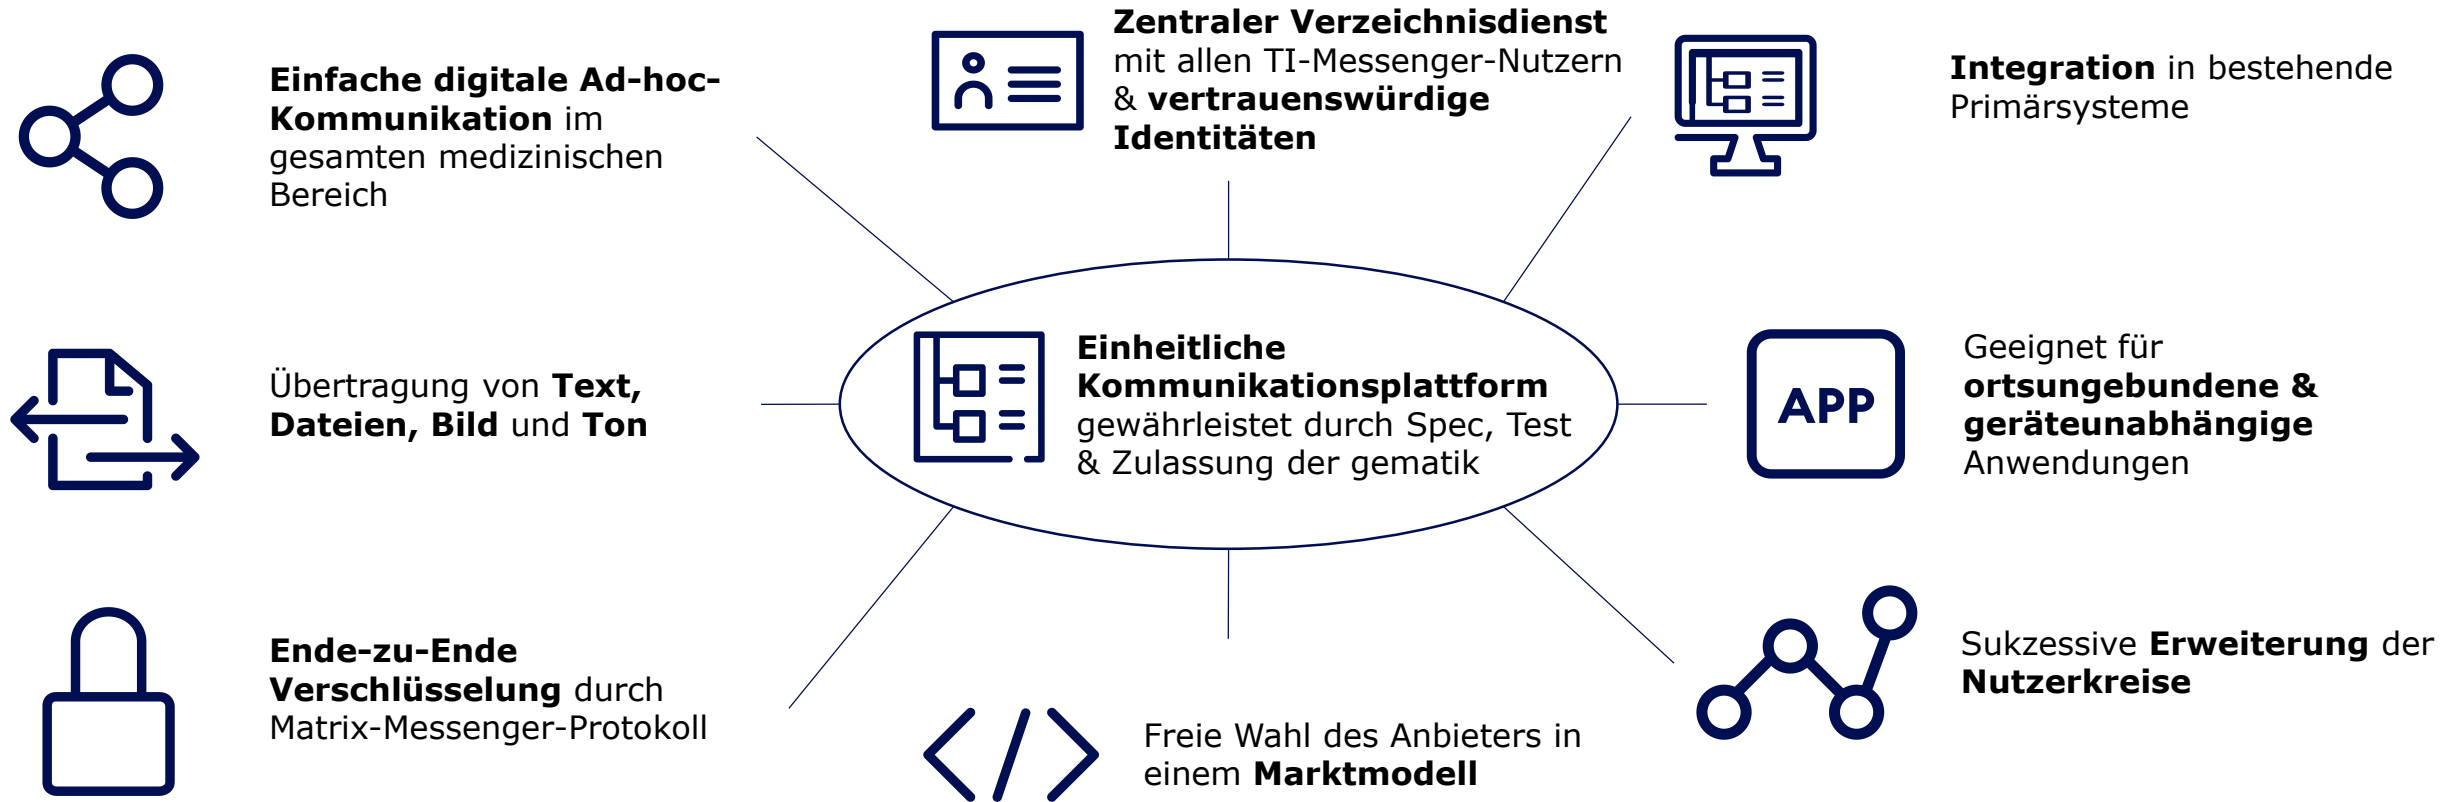 Einfache digitale Ad-hoc-
Kommunikation im
gesamten medizinischen
Bereich
Zentraler Verzeichnisdienst
mit allen TI-Messenger-Nutzern
& vertrauenswürdige
Identitäten
Integration in bestehende
Primärsysteme
Übertragung von Text,
Dateien, Bild und Ton
Einheitliche
Kommunikationsplattform
gewährleistet durch Spec, Test
& Zulassung der gematik
APP
Geeignet für
ortsungebundene &
geräteunabhängige
Anwendungen
Ende-zu-Ende
Verschlüsselung durch
Matrix-Messenger-Protokoll
Freie Wahl des Anbieters in
einem Marktmodell
Sukzessive Erweiterung der
Nutzerkreise